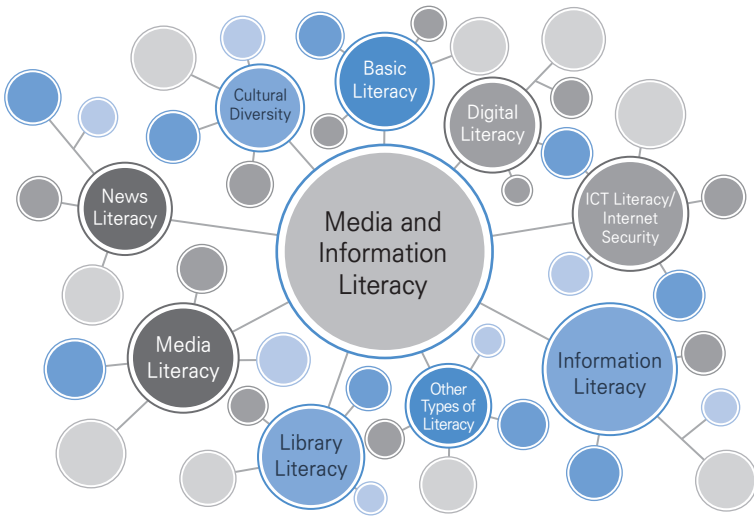 Basic
Literacy
Cultural
Diversity
Digital
Literacy
News
Literacy
ICT Literacy/
Internet
Security
Media and
Information
Literacy
Media
Literacy
Information
Literacy
Other
Types of
Literacy
Library
Literacy